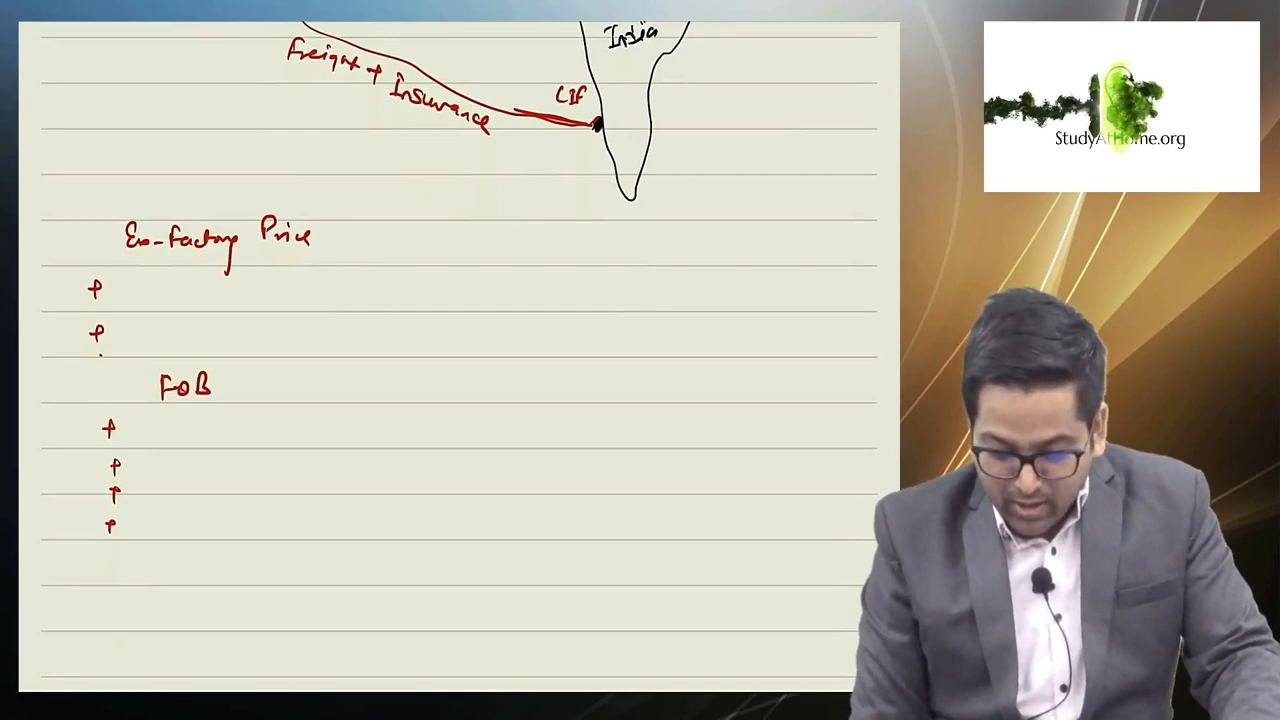 India
Freight +
Insurance
CIF
StudyAtHome.org
Ex-Factory Price
+
+
FOB
+
+
+
+